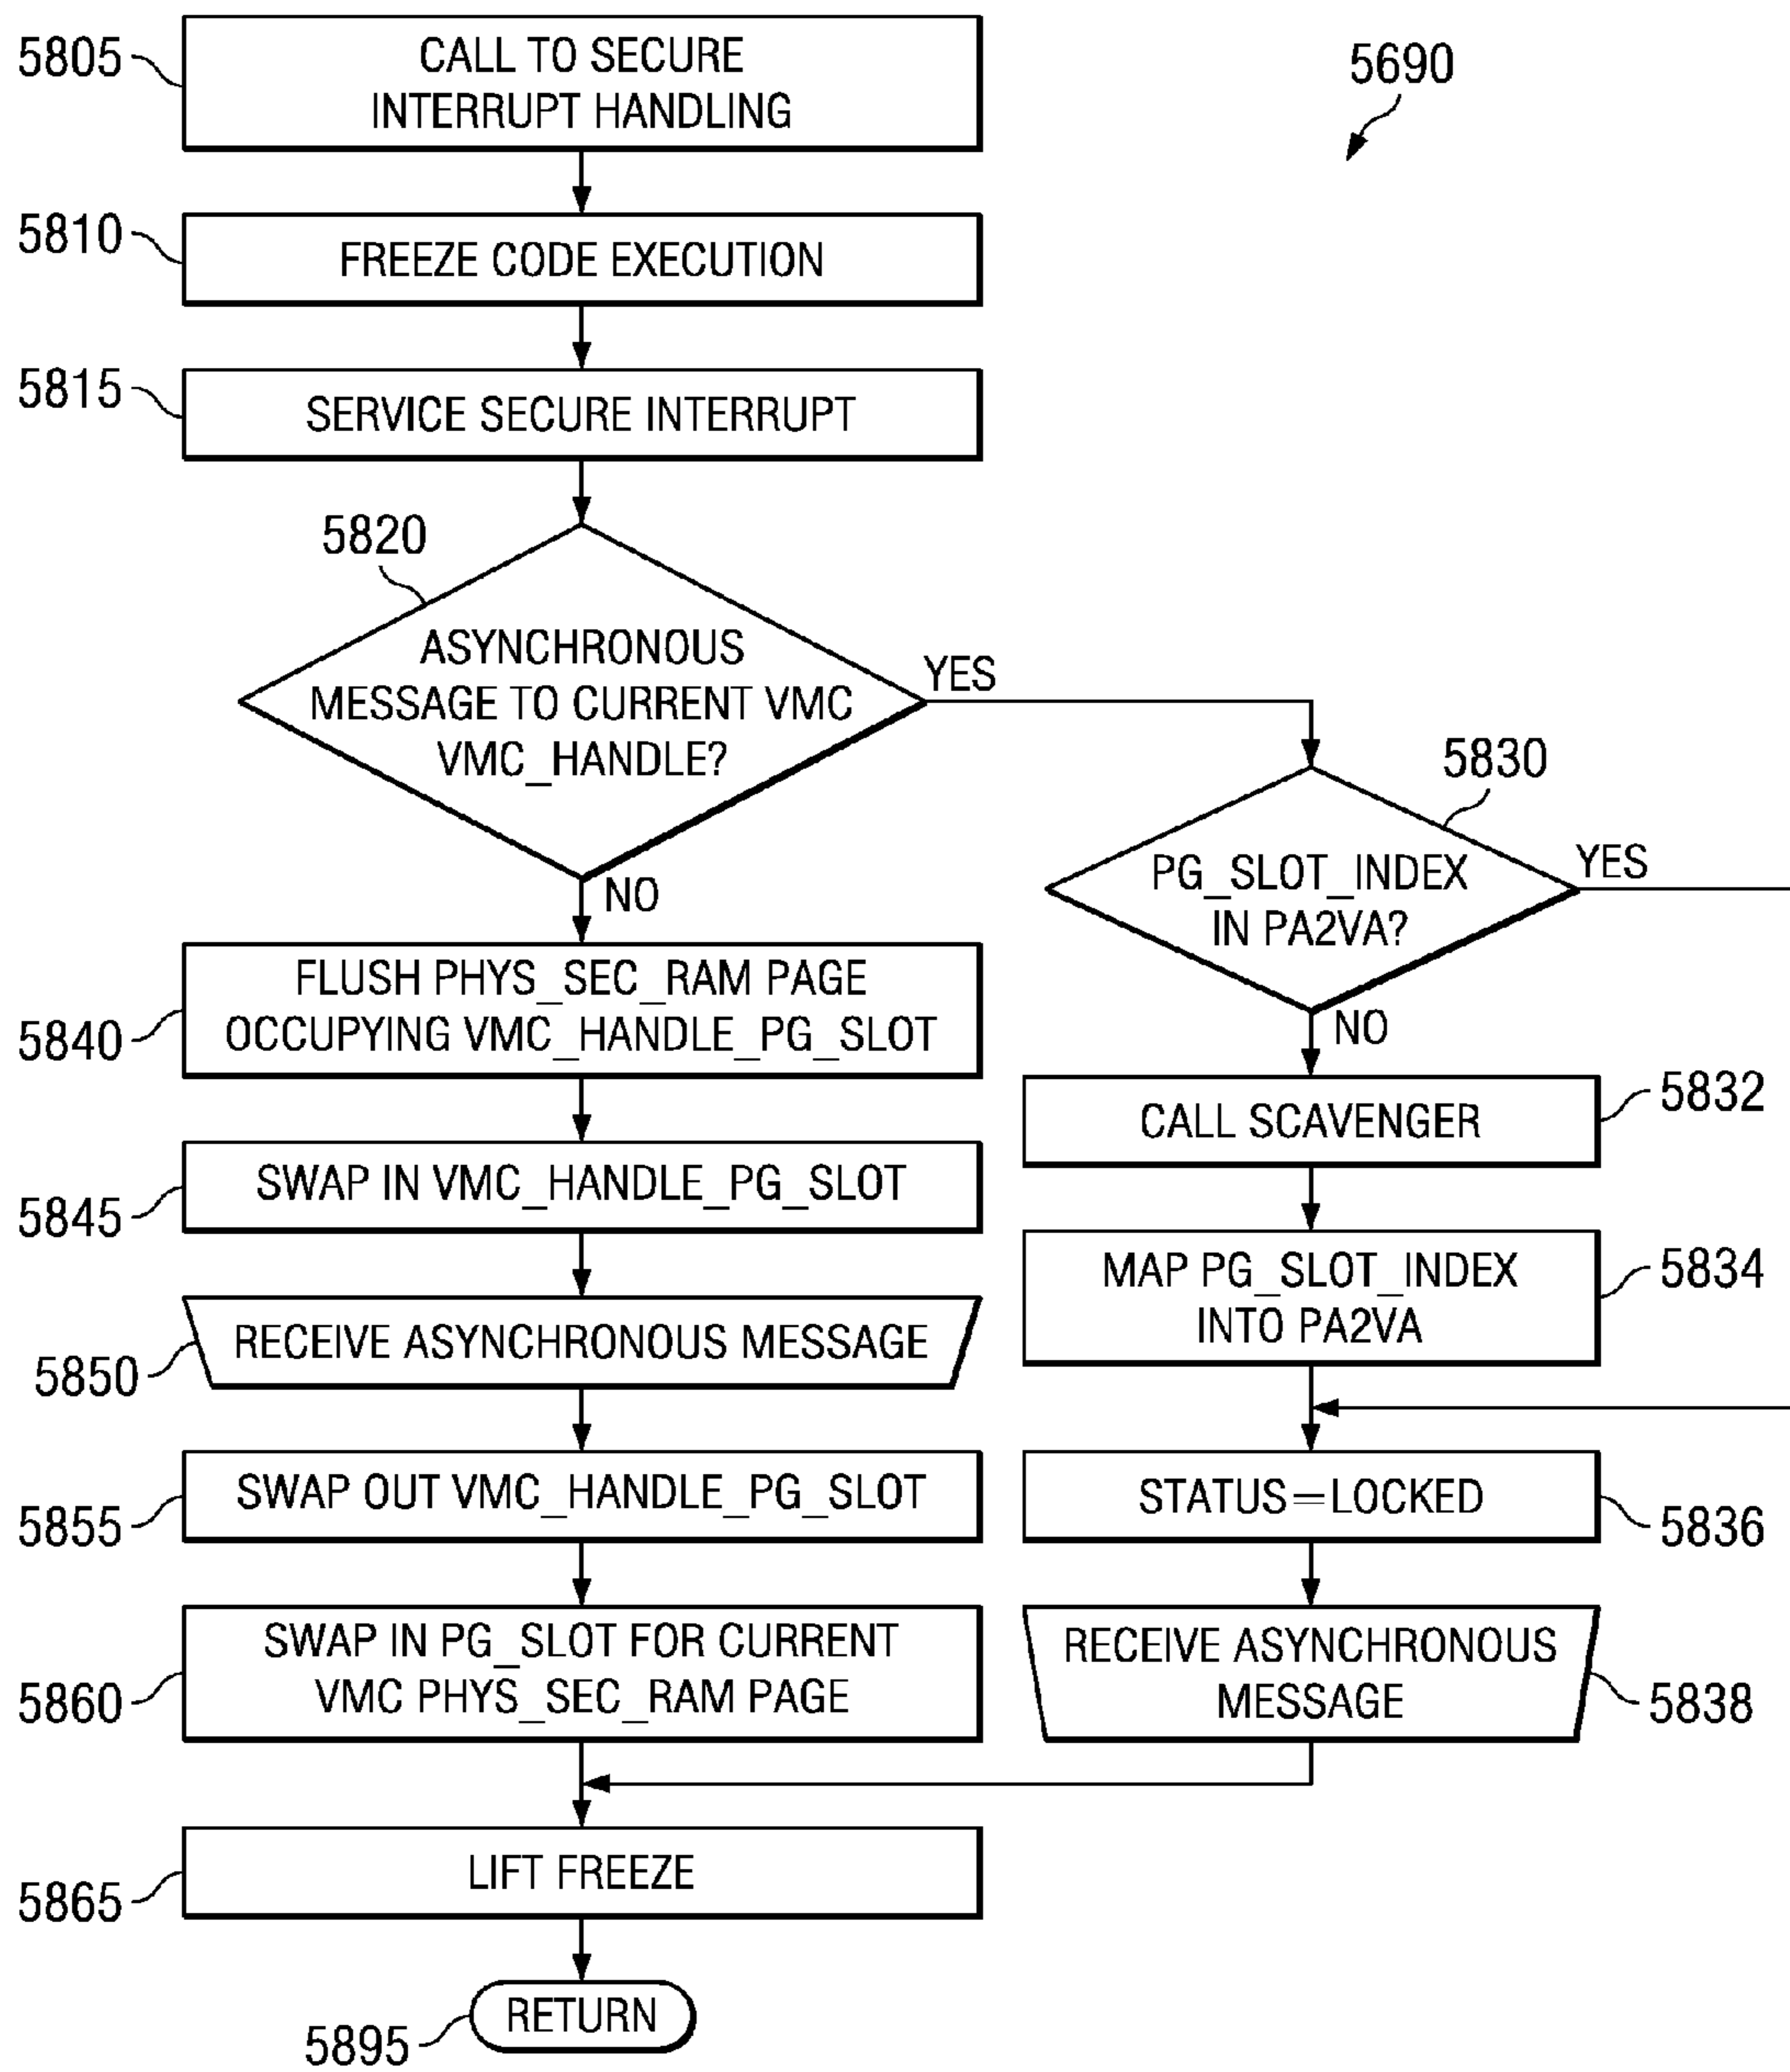 5805
CALL TO SECURE
INTERRUPT HANDLING
5690
5810
FREEZE CODE EXECUTION
5815
SERVICE SECURE INTERRUPT
5820
ASYNCHRONOUS
MESSAGE TO CURRENT VMC
VMC_HANDLE?
YES
NO
5830
PG_SLOT_INDEX
IN PA2VA?
YES
NO
5840
FLUSH PHYS_SEC_RAM PAGE
OCCUPYING VMC_HANDLE_PG_SLOT
CALL SCAVENGER
5832
5845
SWAP IN VMC_HANDLE_PG_SLOT
MAP PG_SLOT_INDEX
INTO PA2VA
5834
5850
RECEIVE ASYNCHRONOUS MESSAGE
5855
SWAP OUT VMC_HANDLE_PG_SLOT
STATUS=LOCKED
5836
5860
SWAP IN PG_SLOT FOR CURRENT
VMC PHYS_SEC_RAM PAGE
RECEIVE ASYNCHRONOUS
MESSAGE
5838
5865
LIFT FREEZE
RETURN
5895